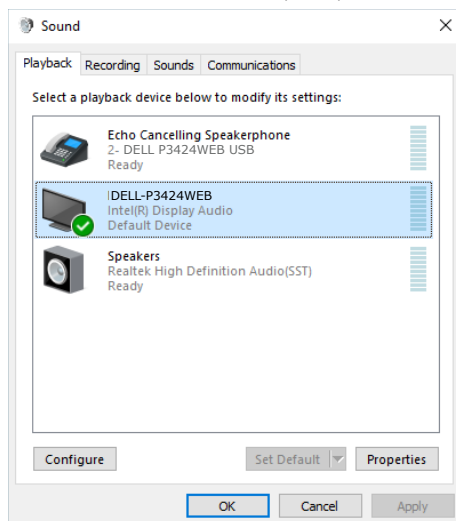 Sound
Playback Recording Sounds Communications
Select a playback device below to modify its settings:
Echo Cancelling Speakerphone
2- DELL P3424WEB USB
Ready
DELL-P3424WEB
Intel(R) Display Audio
Default Device
Speakers
Realtek High Definition Audio(SST)
Ready
Configure Set Default Properties
OK Cancel Apply